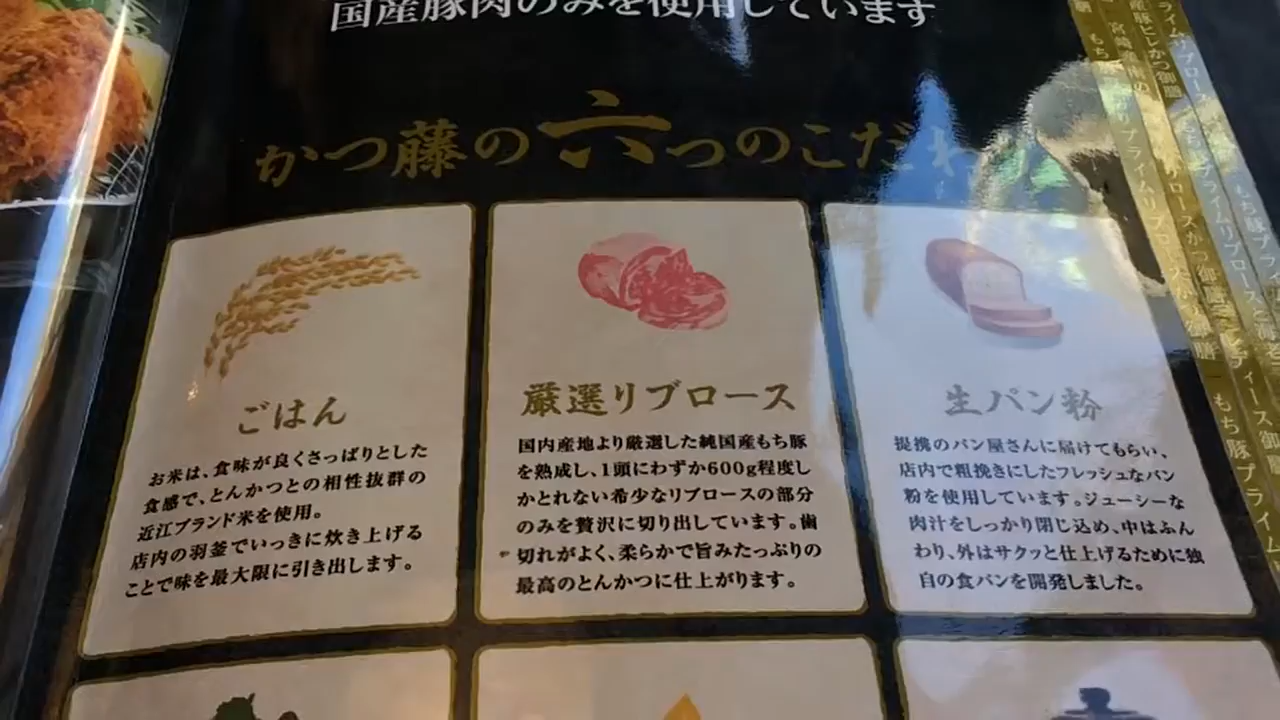 国産豚肉のみを使用しています
かつ藤の六つのこだわ
ごはん
お米は、食味が良くさっぱりとした
食感で、とんかつとの相性抜群の
近江ブランド米を使用。
店内の羽釜でいっきに炊き上げる
ことで味を最大限に引き出します。
厳選リブロース
国内産地より厳選した純国産もち豚
を熟成し、1頭にわずか600g程度し
かとれない希少なリブロースの部分
のみを贅沢に切り出しています。歯
切れがよく、柔らかで旨みたっぷりの
最高のとんかつに仕上がります。
生パン粉
提携のパン屋さんに届けてもらい、
店内で粗挽きにしたフレッシュなパン
粉を使用しています。ジューシーな
肉汁をしっかり閉じ込め、中はふん
わり、外はサクッと仕上げるために独
自の食パンを開発しました。